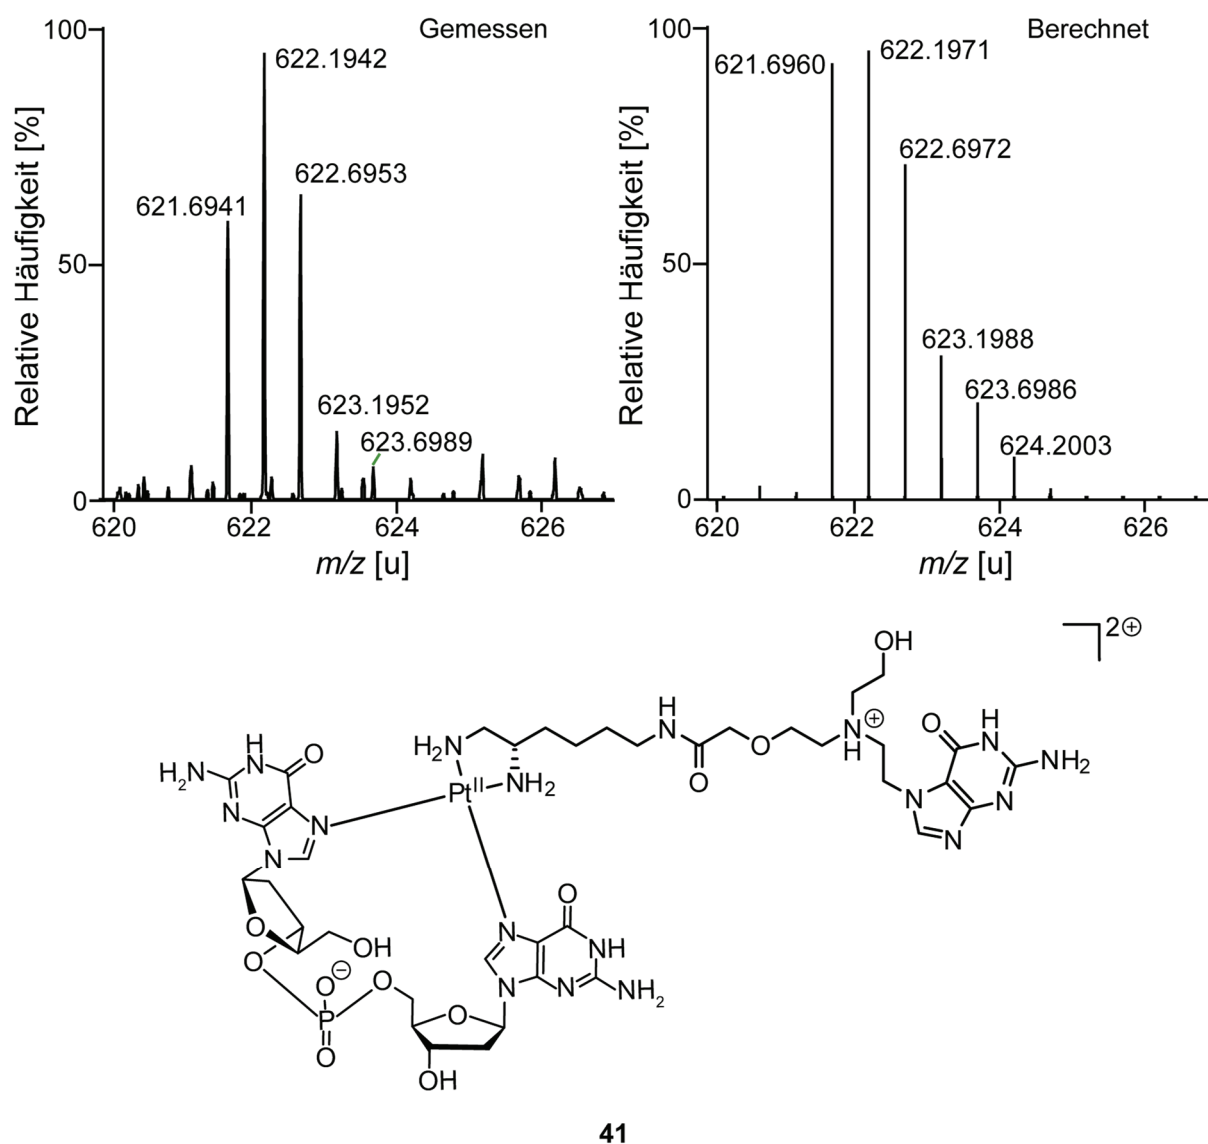 Gemessen
Relative Häufigkeit [%]
100
50
0
622.1942
622.6953
621.6941
623.1952
623.6989
620
622
624
626
m/z [u]
Berechnet
Relative Häufigkeit [%]
100
50
0
621.6960
622.1971
622.6972
623.1988
623.6986
624.2003
620
622
624
626
m/z [u]
2⊕
OH
H
N
O
O
N
H
⊕
O
H
N
NH2
N
N
N
H2N
NH2
PtII
H
N
O
H2N
N
N
N
O
OH
O
O⊖
P
O
O
O
N
N
O
NH
N
NH2
OH
41